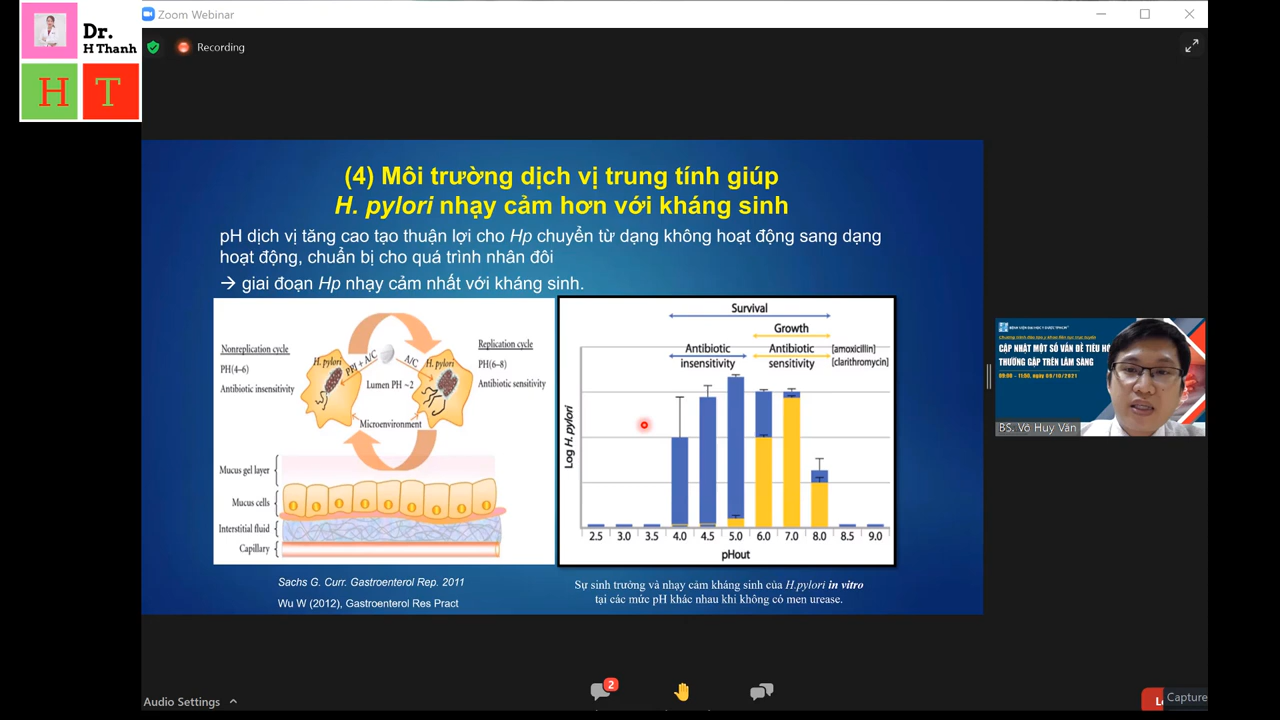 Dr.
H Thanh
H T
Zoom Webinar
Recording
(4) Môi trường dịch vị trung tính giúp
H. pylori nhạy cảm hơn với kháng sinh
pH dịch vị tăng cao tạo thuận lợi cho Hp chuyển từ dạng không hoạt động sang dạng
hoạt động, chuẩn bị cho quá trình nhân đôi
→ giai đoạn Hp nhạy cảm nhất với kháng sinh.
Nonreplication cycle
PH(4–6)
Antibiotic insensitivity
H. pylori
PPI + A/C
A/C
H. pylori
Lumen PH ~2
Replication cycle
PH(6–8)
Antibiotic sensitivity
Microenvironment
Mucus gel layer
Mucus cells
Interstitial fluid
Capillary
Survival
Growth
Antibiotic
insensitivity
Antibiotic
sensitivity
[amoxicillin]
[clarithromycin]
Log H. pylori
2.5 3.0 3.5 4.0 4.5 5.0 6.0 7.0 8.0 8.5 9.0
pHout
Sachs G. Curr. Gastroenterol Rep. 2011
Wu W (2012), Gastroenterol Res Pract
Sự sinh trưởng và nhạy cảm kháng sinh của H.pylori in vitro
tại các mức pH khác nhau khi không có men urease.
BỆNH VIỆN ĐẠI HỌC Y DƯỢC TPHCM
CẬP NHẬT MỘT SỐ VẤN ĐỀ TIÊU HÓ
THƯỜNG GẶP TRÊN LÂM SÀNG
BS. Võ Huy Văn
Audio Settings
2
L
Capture